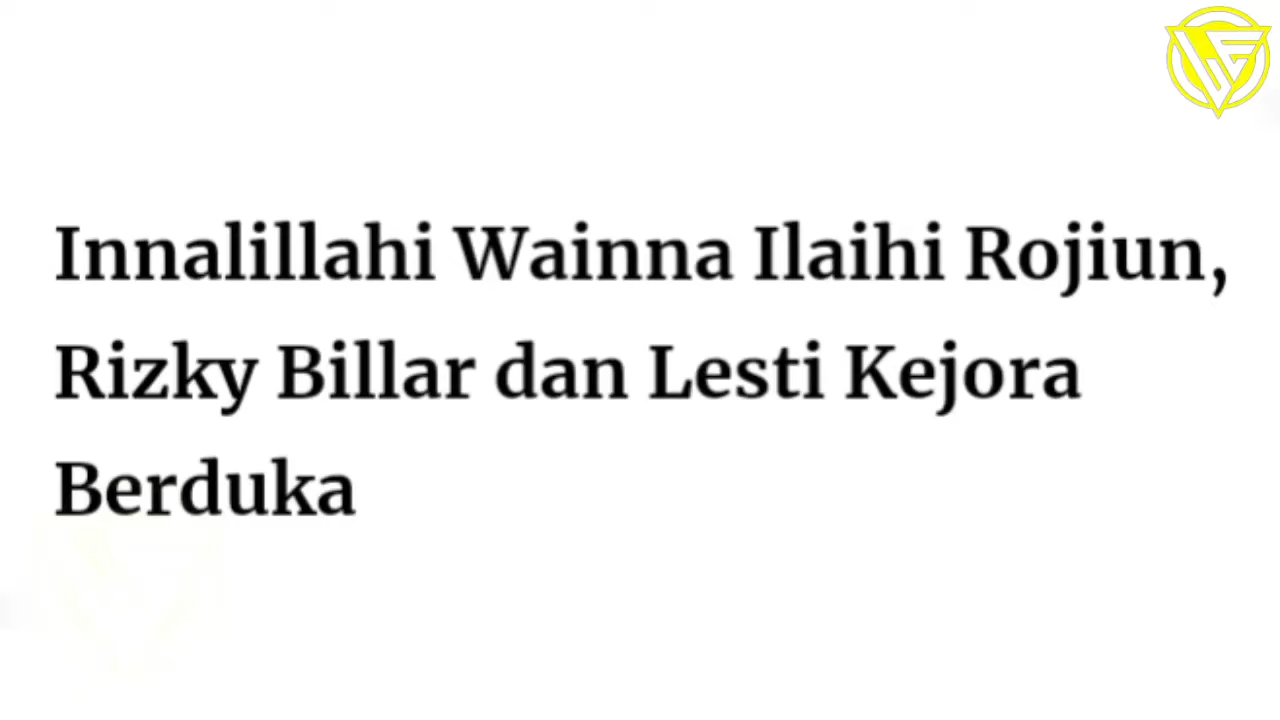 Innalillahi Wainna Ilaihi Rojiun,
Rizky Billar dan Lesti Kejora
Berduka